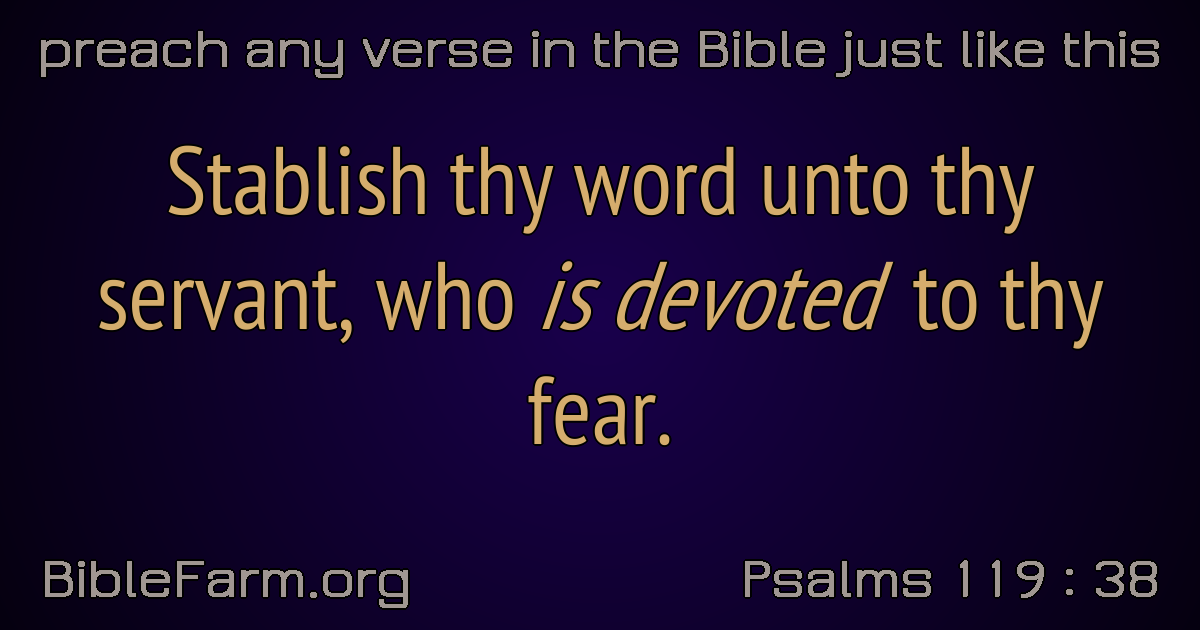 preach any verse in the Bible just like this
Stablish thy word unto thy
servant, who is devoted to thy
fear.
BibleFarm.org
Psalms 119 : 38